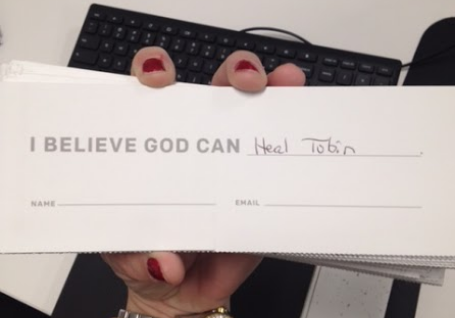 I BELIEVE GOD CAN Heal Tobin.
NAME EMAIL